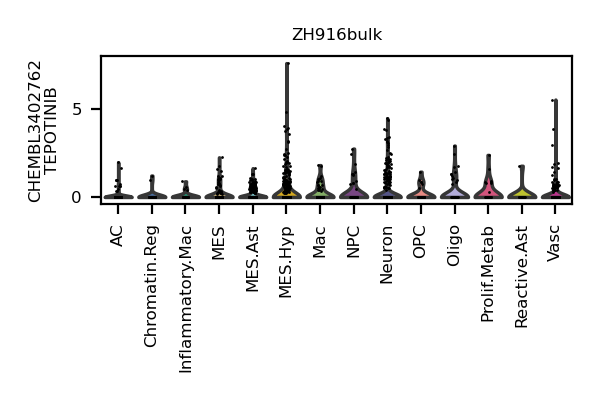 ZH916bulk
CHEMBL3402762
TEPOTINIB
5
0
AC
Chromatin.Reg
Inflammatory.Mac
MES
MES.Ast
MES.Hyp
Mac
NPC
Neuron
OPC
Oligo
Prolif.Metab
Reactive.Ast
Vasc